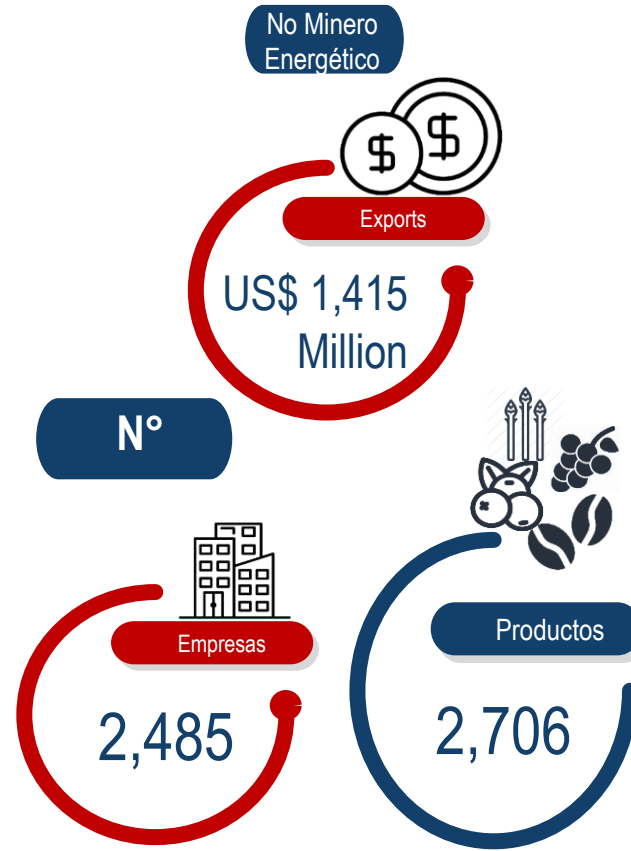 No Minero
Energético
$ $
Exports
US$ 1,415
Million
N°
Empresas
2,485
Productos
2,706